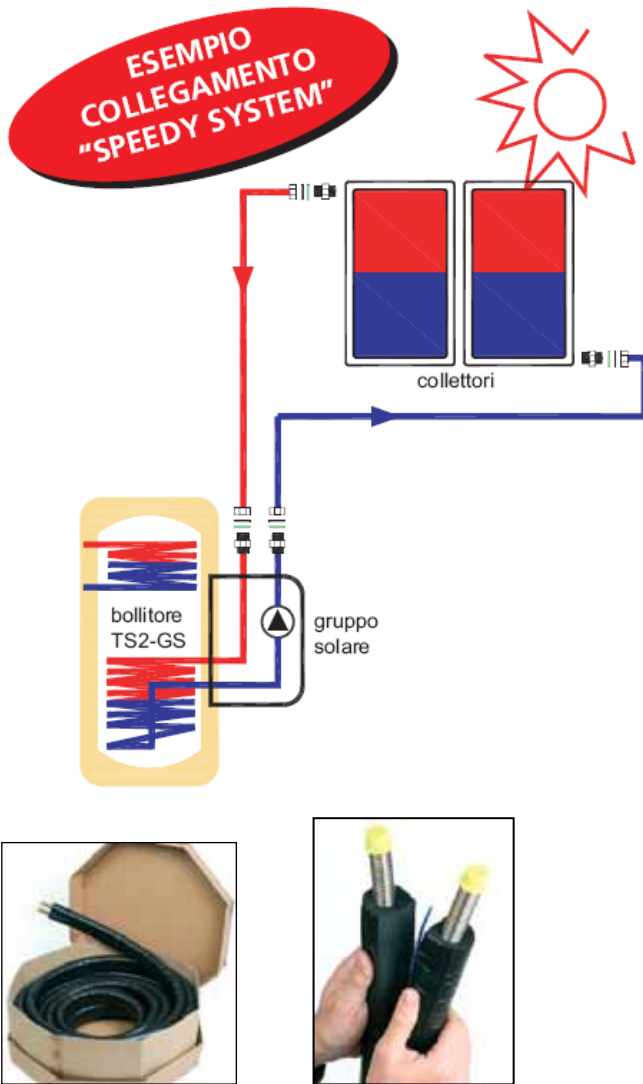 ESEMPIO
COLLEGAMENTO
"SPEEDY SYSTEM"
collettori
bollitore
TS2-GS
gruppo
solare